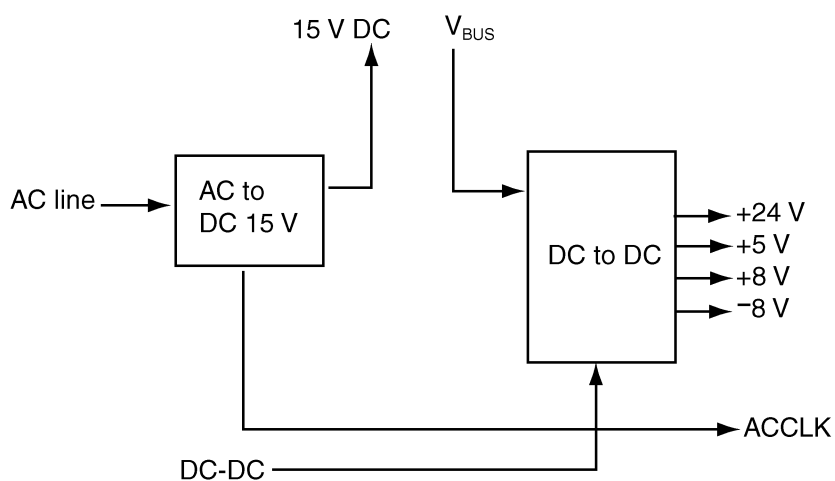 15 V DC
VBUS
AC line
AC to
DC 15 V
DC to DC
+24 V
+5 V
+8 V
−8 V
ACCLK
DC-DC